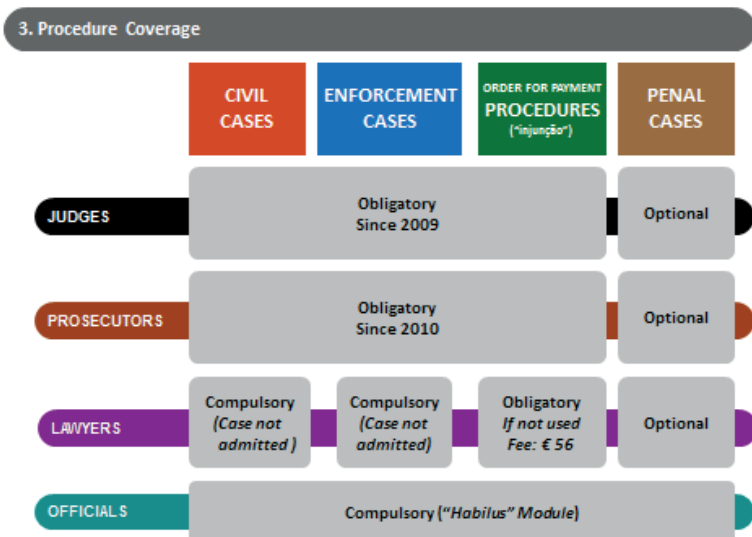 3. Procedure Coverage
CIVIL
CASES
ENFORCEMENT
CASES
ORDER FOR PAYMENT
PROCEDURES
("injunção")
PENAL
CASES
JUDGES
Obligatory
Since 2009
Optional
PROSECUTORS
Obligatory
Since 2010
Optional
LAWYERS
Compulsory
(Case not
admitted )
Compulsory
(Case not
admitted)
Obligatory
If not used
Fee: € 56
Optional
OFFICIALS
Compulsory ("Habilus" Module)